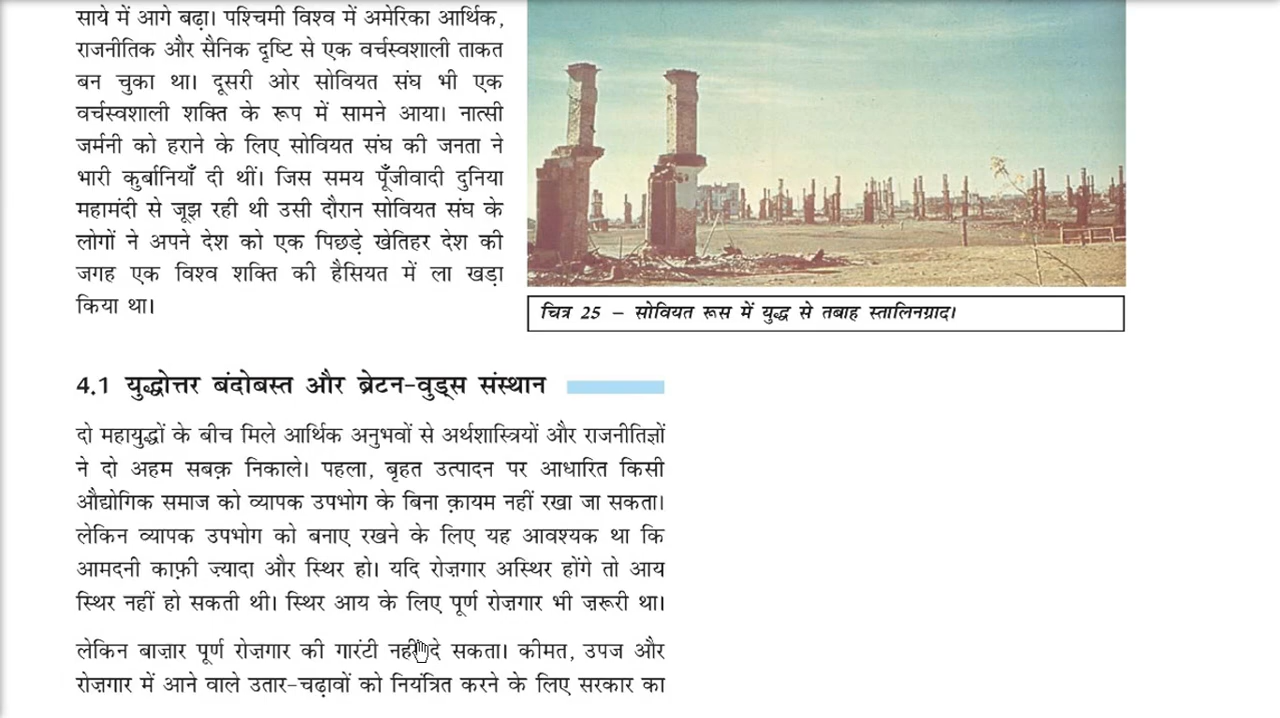 साये में आगे बढ़ा। पश्चिमी विश्व में अमेरिका आर्थिक,
राजनीतिक और सैनिक दृष्टि से एक वर्चस्वशाली ताकत
बन चुका था। दूसरी ओर सोवियत संघ भी एक
वर्चस्वशाली शक्ति के रूप में सामने आया। नात्सी
जर्मनी को हराने के लिए सोवियत संघ की जनता ने
भारी कुर्बानियाँ दी थीं। जिस समय पूँजीवादी दुनिया
महामंदी से जूझ रही थी उसी दौरान सोवियत संघ के
लोगों ने अपने देश को एक पिछड़े खेतिहर देश की
जगह एक विश्व शक्ति की हैसियत में ला खड़ा
किया था।
चित्र 25 – सोवियत रूस में युद्ध से तबाह स्तालिनग्राद।
4.1 युद्धोत्तर बंदोबस्त और ब्रेटन-वुड्स संस्थान
दो महायुद्धों के बीच मिले आर्थिक अनुभवों से अर्थशास्त्रियों और राजनीतिज्ञों
ने दो अहम सबक़ निकाले। पहला, बृहत उत्पादन पर आधारित किसी
औद्योगिक समाज को व्यापक उपभोग के बिना क़ायम नहीं रखा जा सकता।
लेकिन व्यापक उपभोग को बनाए रखने के लिए यह आवश्यक था कि
आमदनी काफ़ी ज़्यादा और स्थिर हो। यदि रोज़गार अस्थिर होंगे तो आय
स्थिर नहीं हो सकती थी। स्थिर आय के लिए पूर्ण रोज़गार भी ज़रूरी था।
लेकिन बाज़ार पूर्ण रोज़गार की गारंटी नहीं दे सकता। कीमत, उपज और
रोज़गार में आने वाले उतार-चढ़ावों को नियंत्रित करने के लिए सरकार का